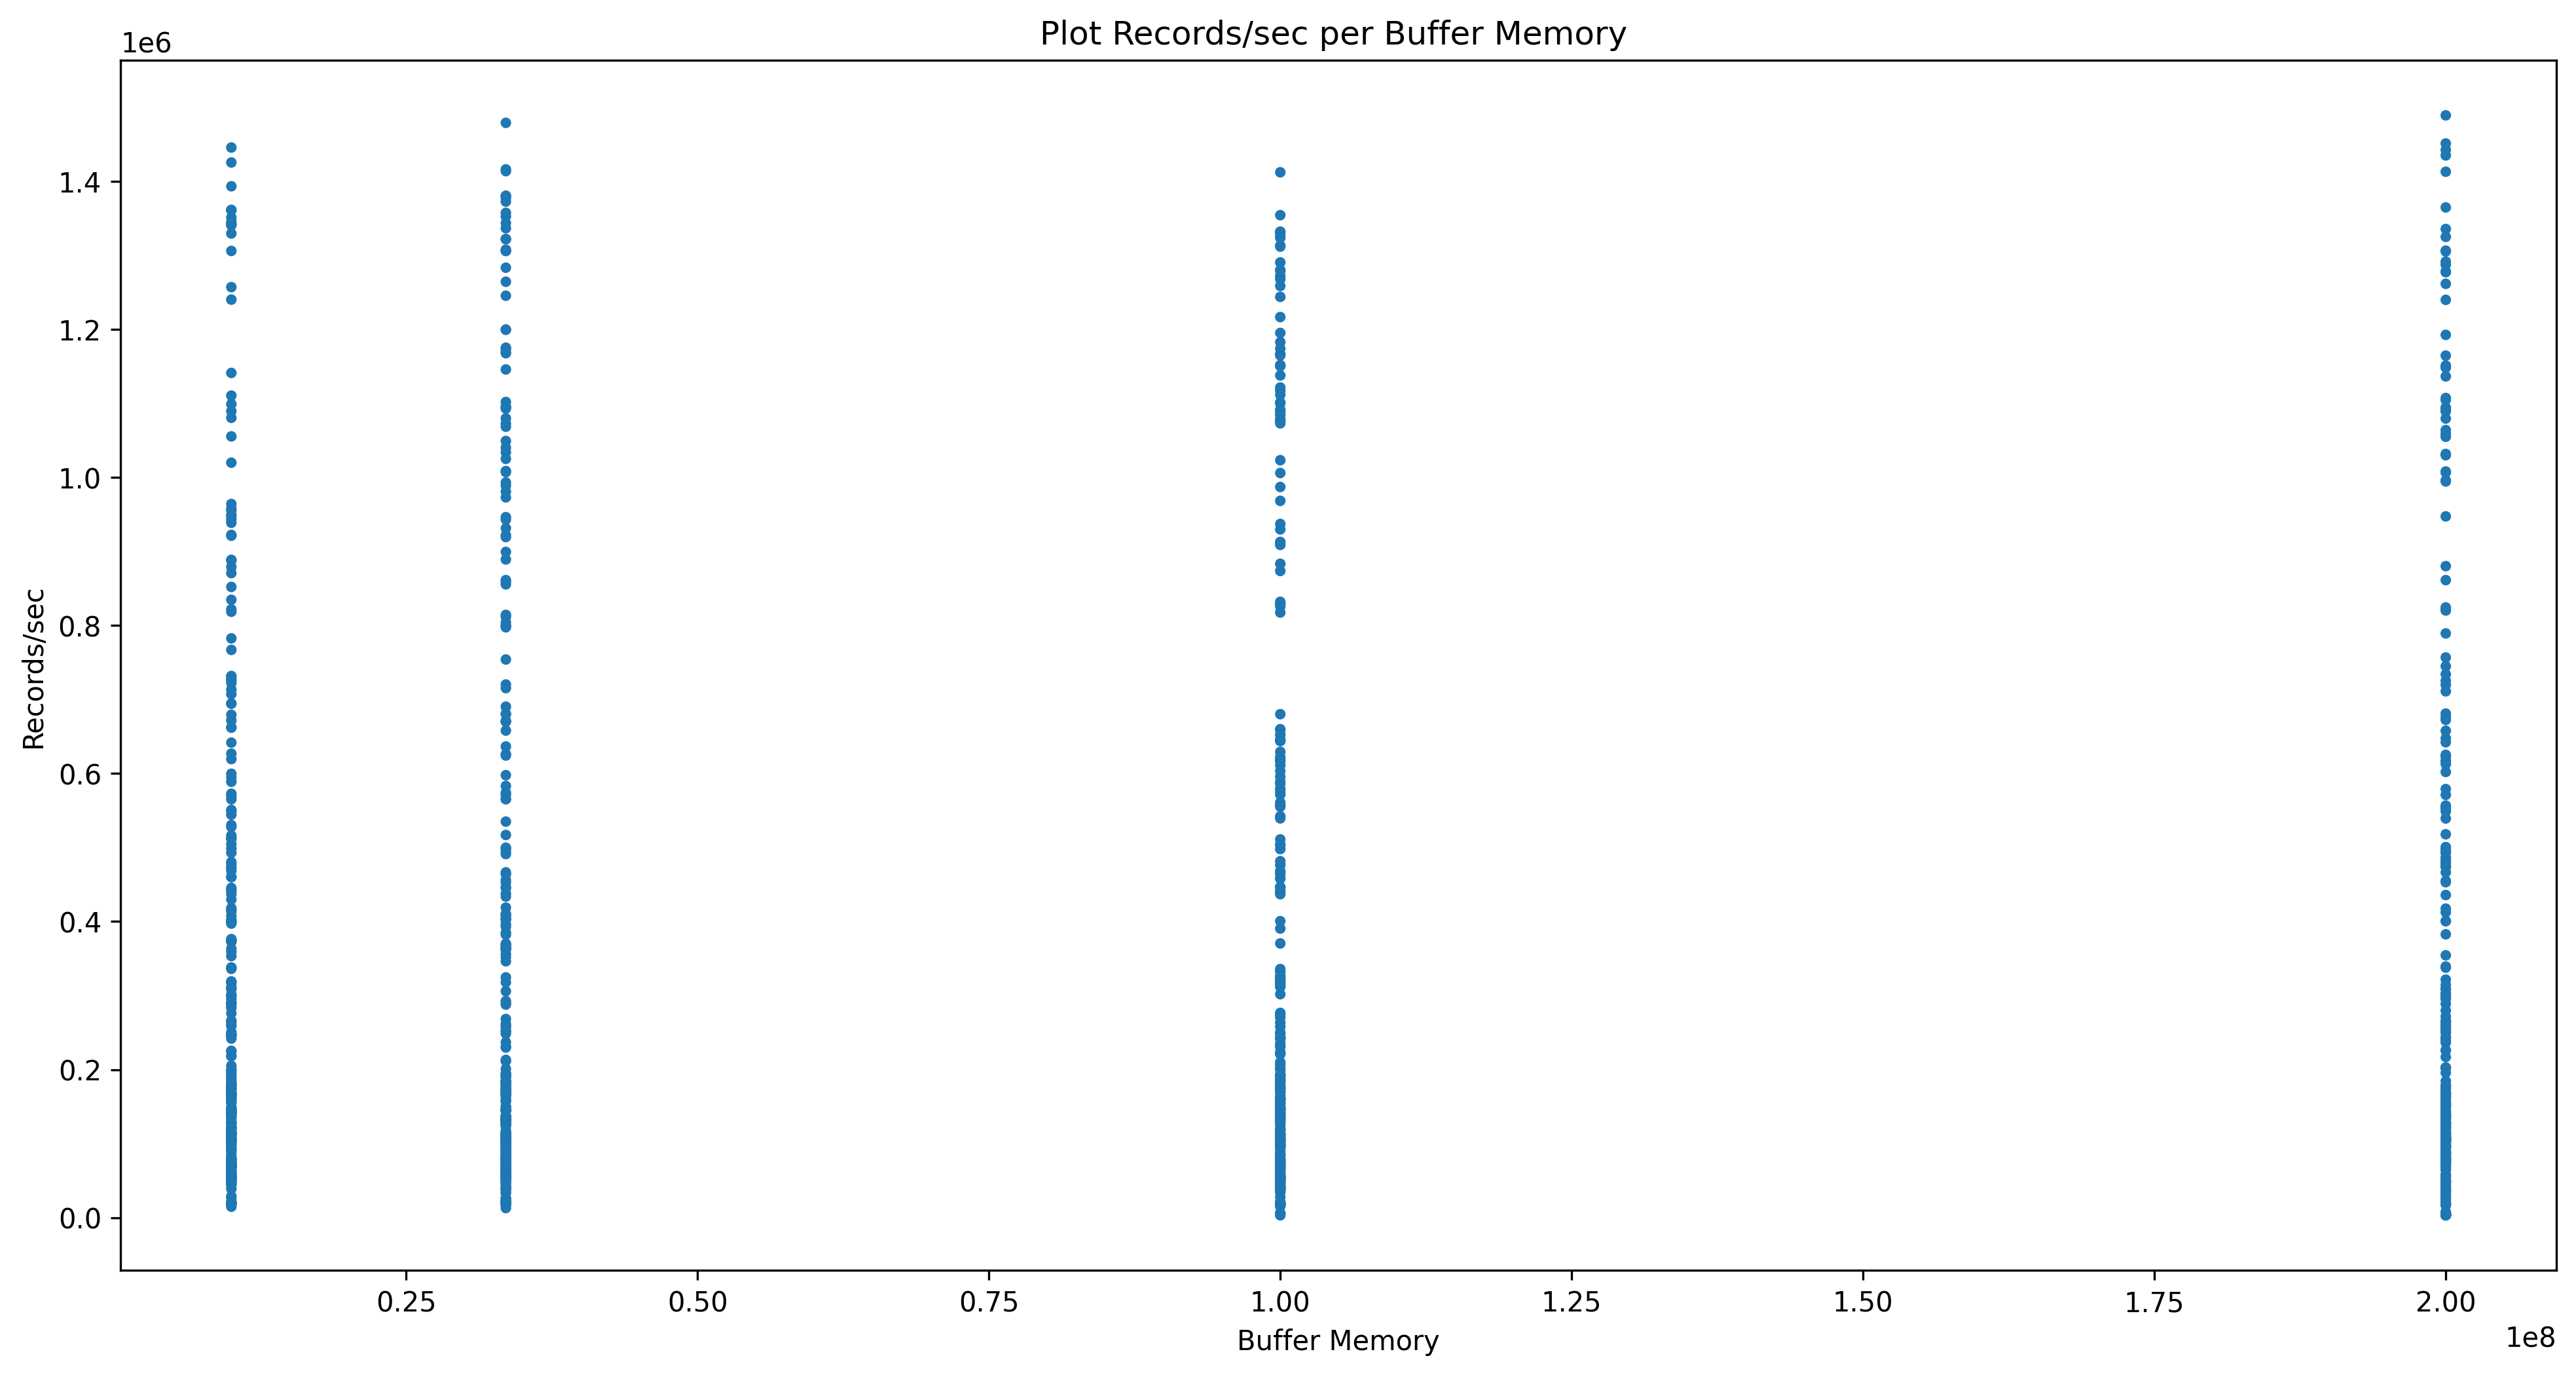 Plot Records/sec per Buffer Memory
1e6
1.4
1.2
1.0
0.8
0.6
0.4
0.2
0.0
Records/sec
0.25 0.50 0.75 1.00 1.25 1.50 1.75 2.00
1e8
Buffer Memory